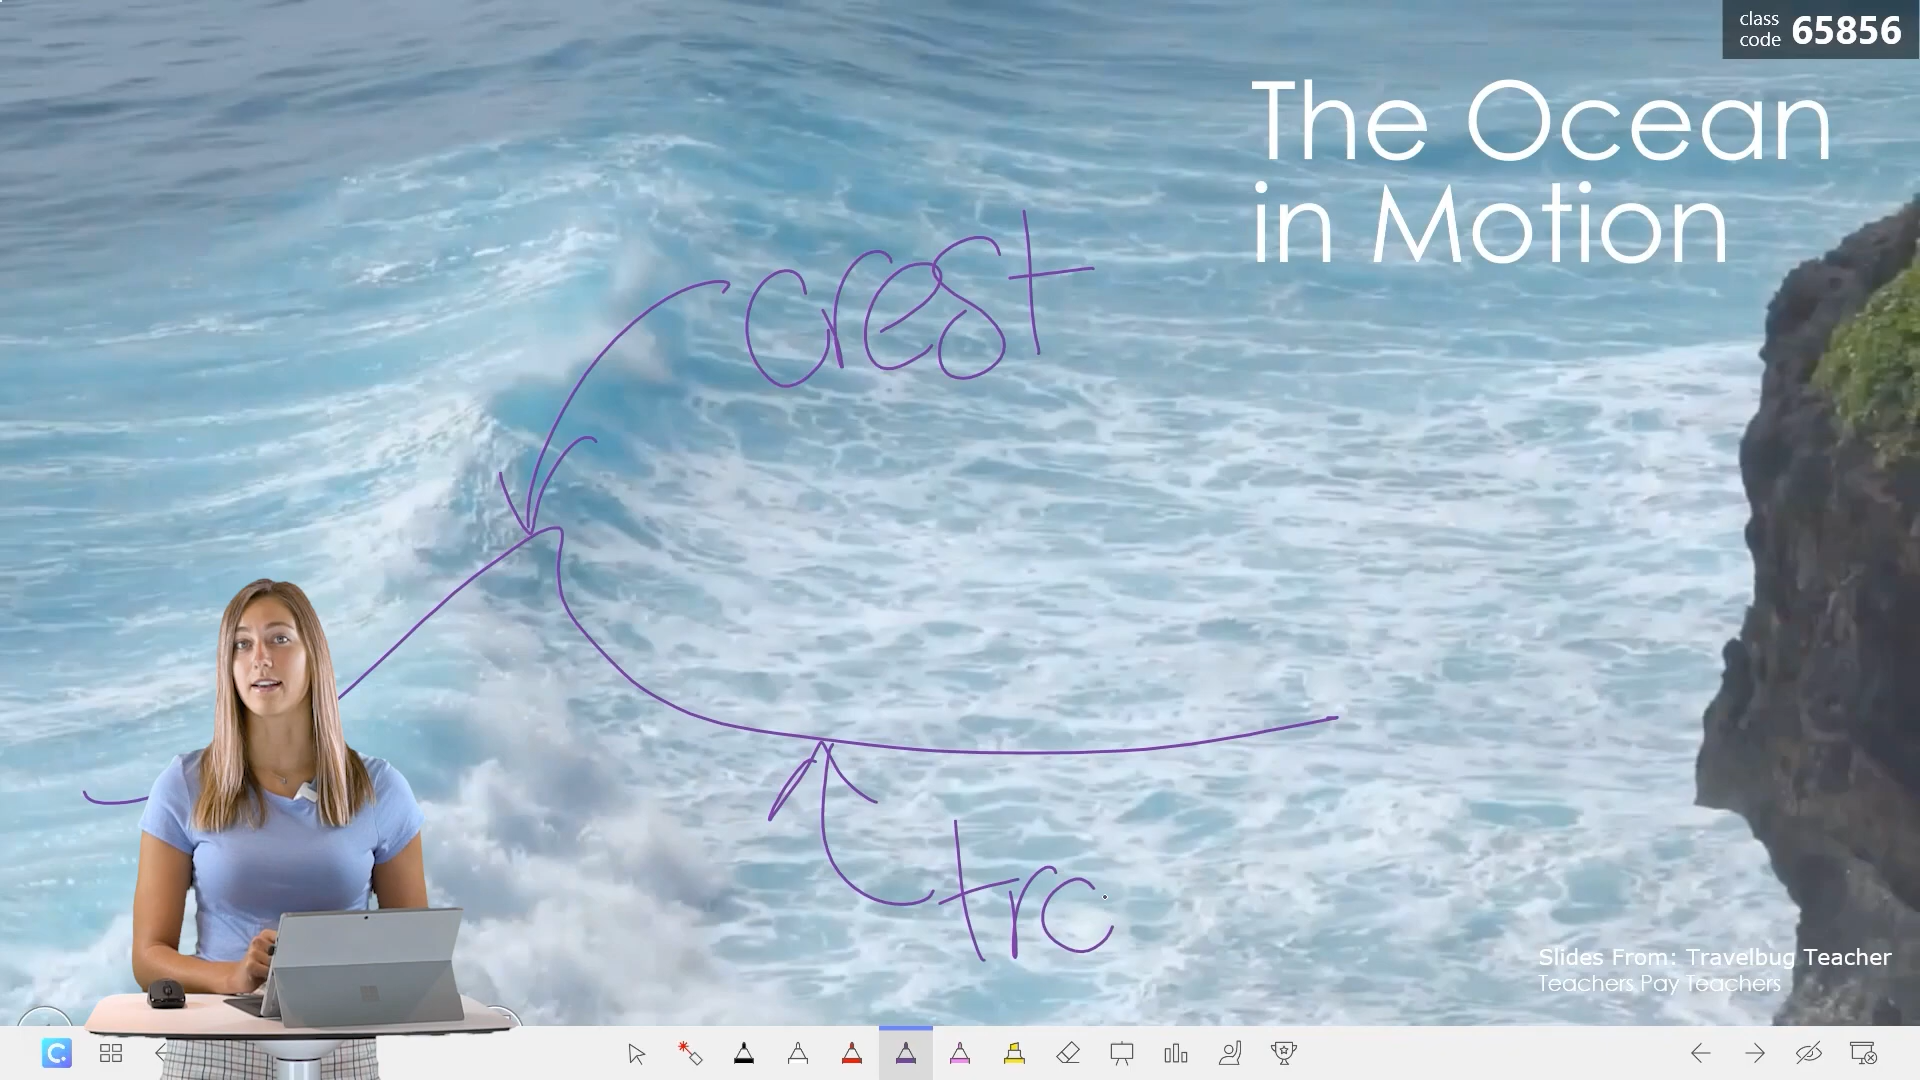 class
code 65856
The Ocean
in Motion
crest
trc
Slides From: Travelbug Teacher
Teachers Pay Teachers
C.